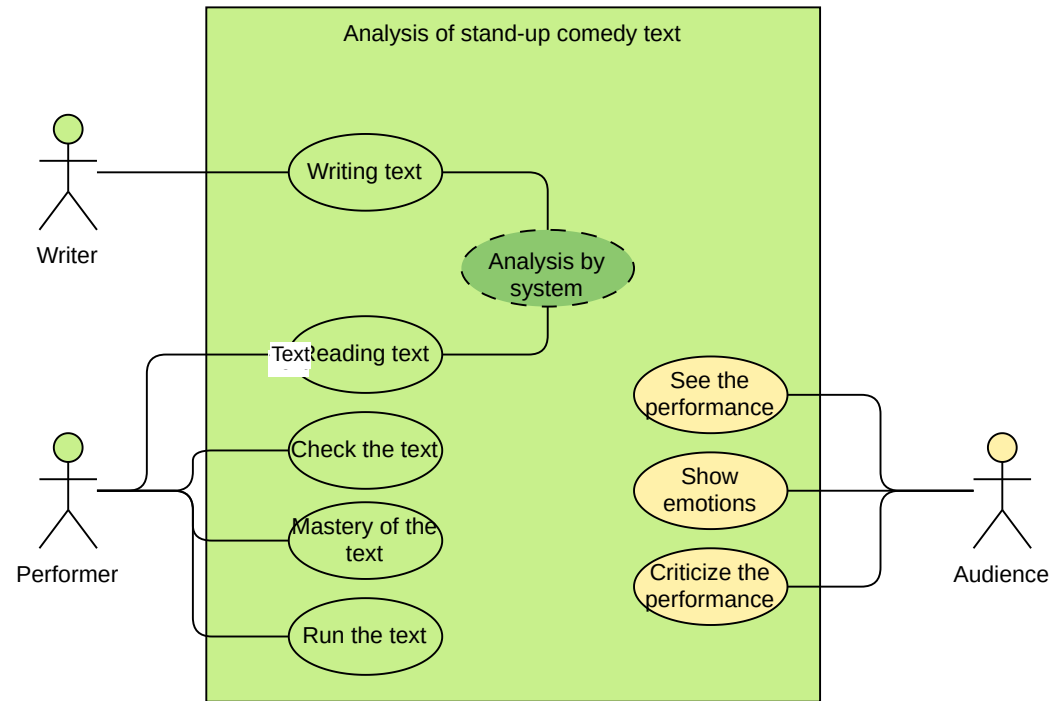 Analysis of stand-up comedy text
Writing text
Writer
Analysis by
system
Text
Reading text
Check the text
Mastery of the
text
Run the text
Performer
See the
performance
Show
emotions
Criticize the
performance
Audience